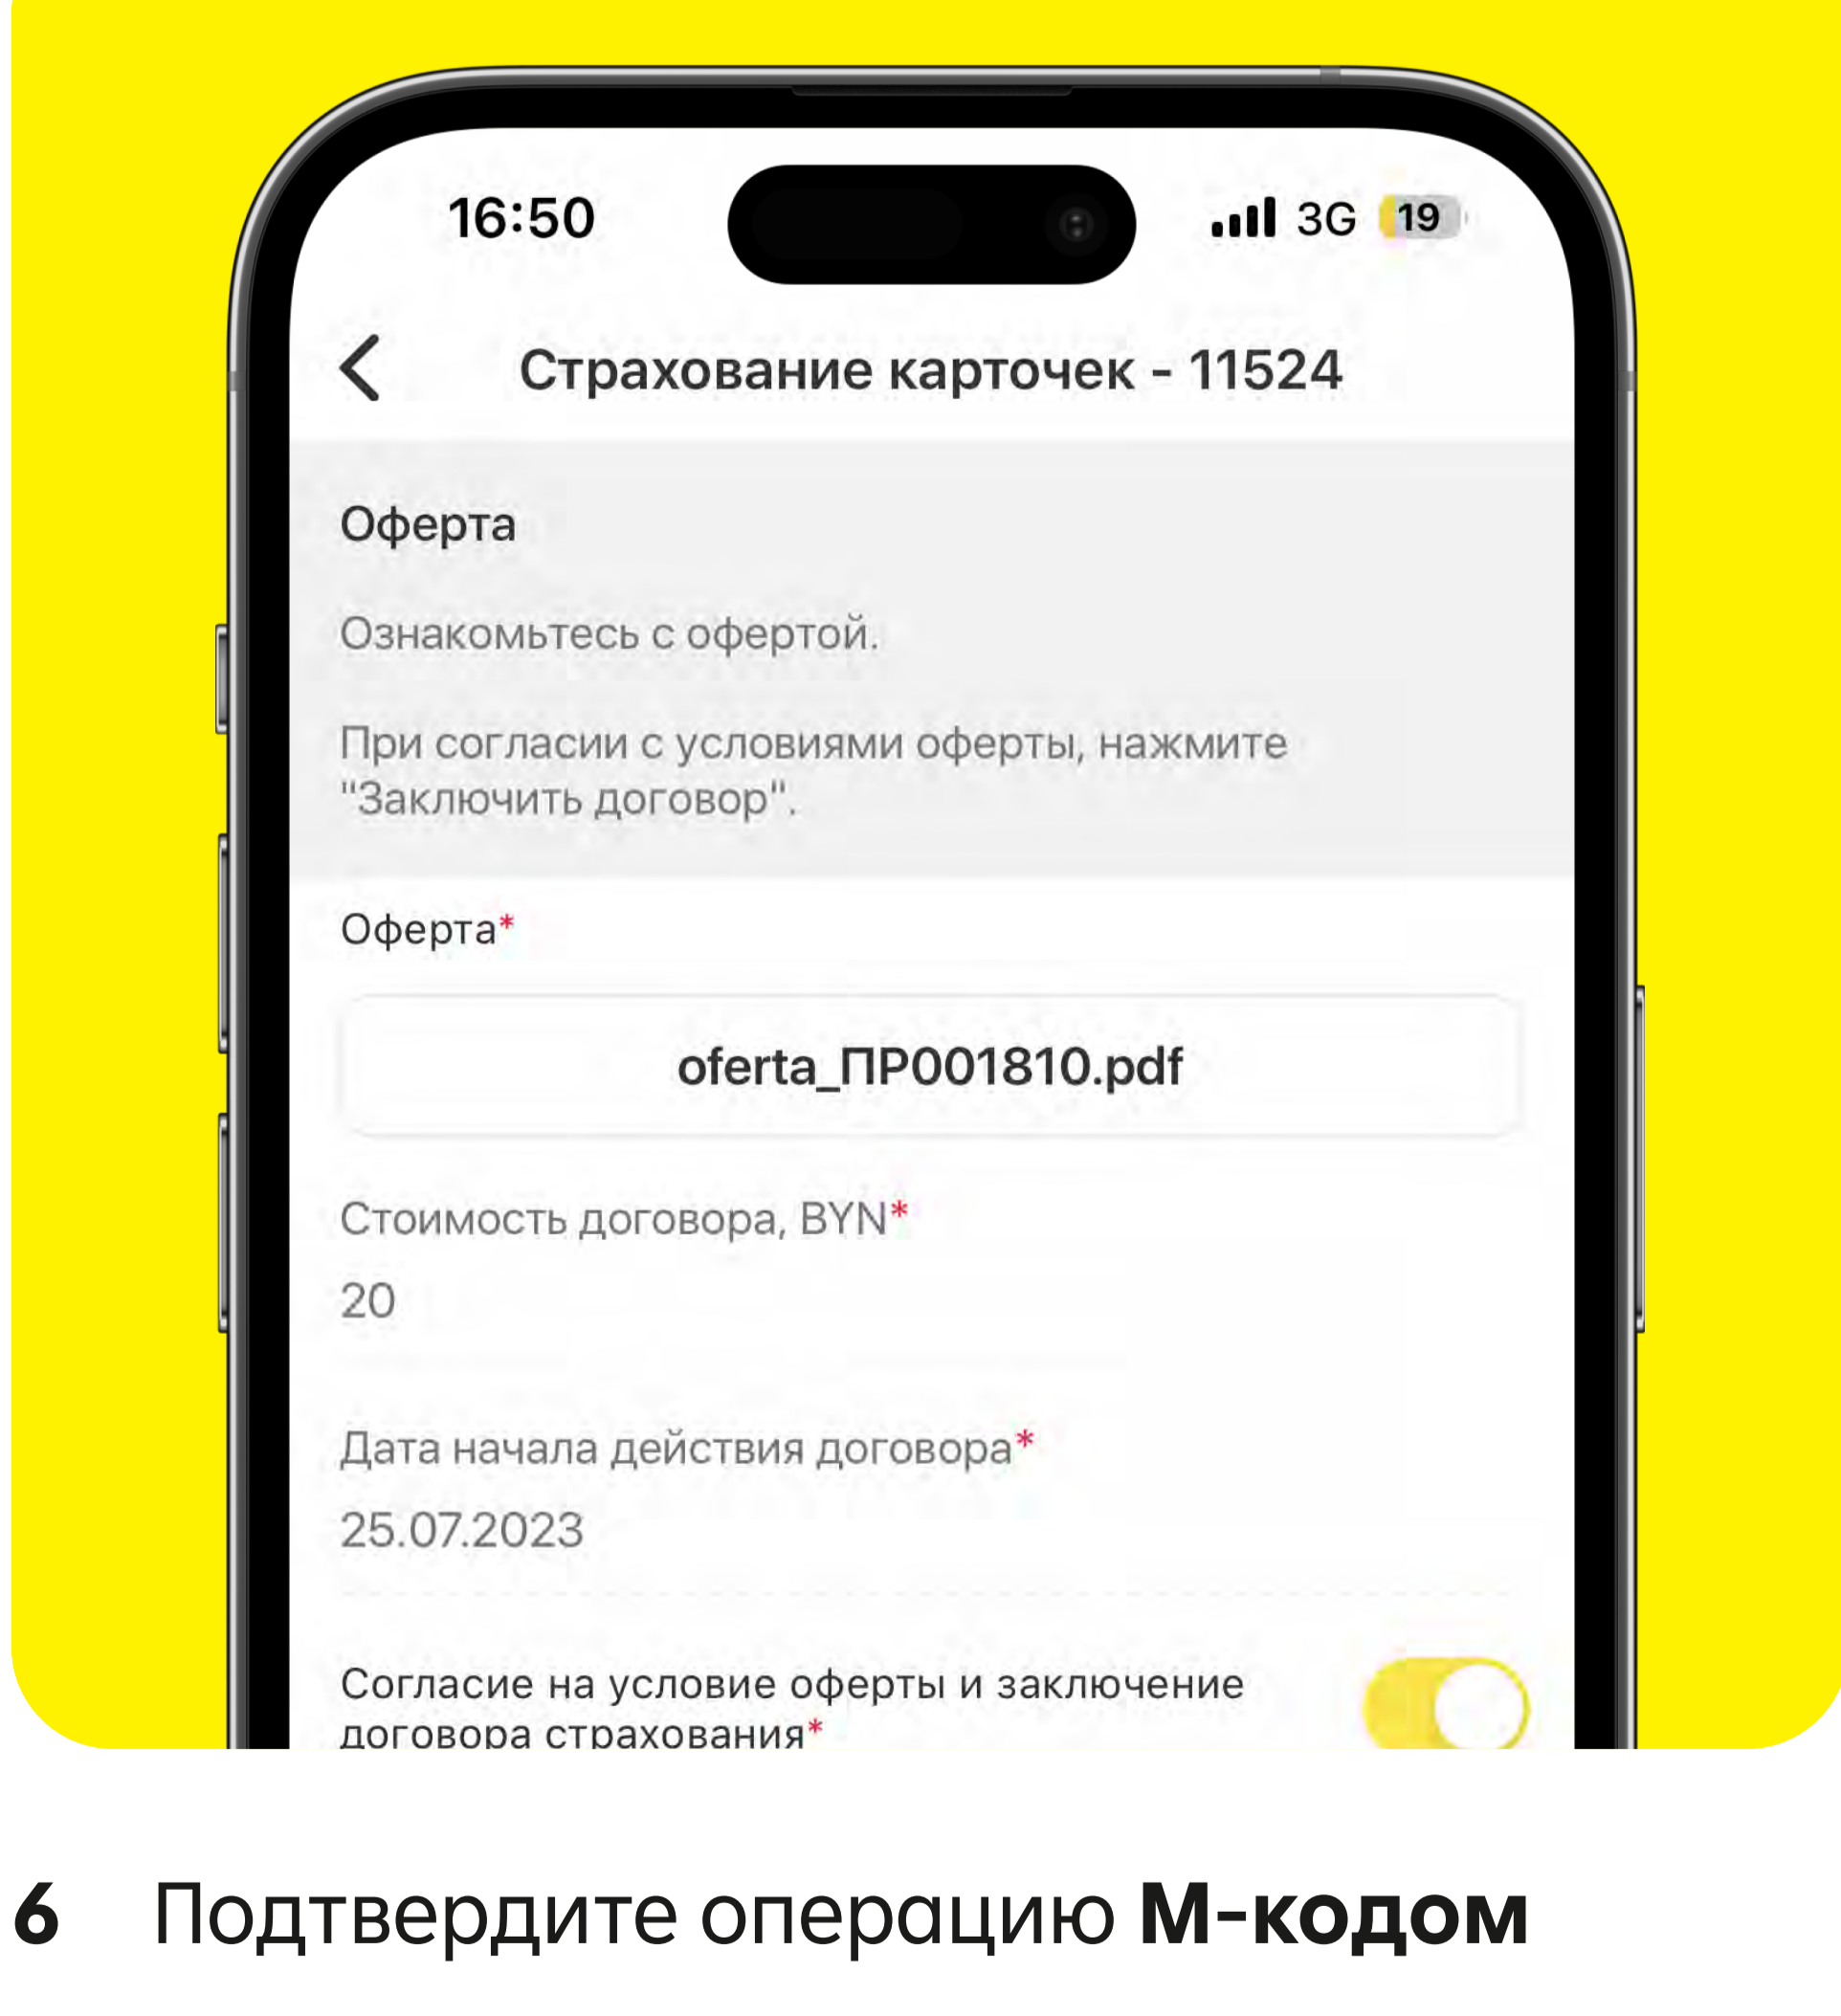 16:50 3G 19
Страхование карточек - 11524
Оферта
Ознакомьтесь с офертой.
При согласии с условиями оферты, нажмите
"Заключить договор".
Оферта*
oferta_ПР001810.pdf
Стоимость договора, BYN*
20
Дата начала действия договора*
25.07.2023
Согласие на условие оферты и заключение
договора страхования*
6 Подтвердите операцию М-кодом